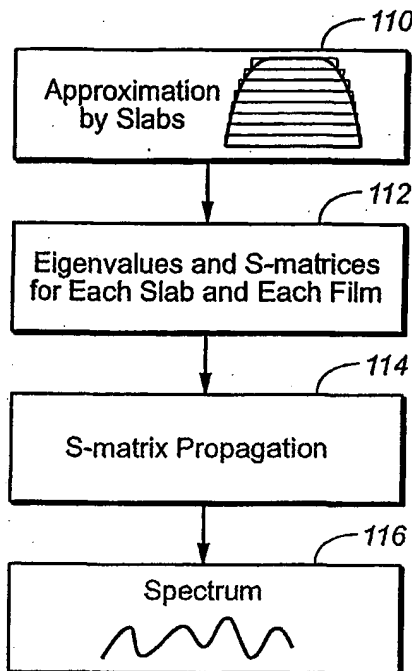 110
Approximation
by Slabs
112
Eigenvalues and S-matrices
for Each Slab and Each Film
114
S-matrix Propagation
116
Spectrum